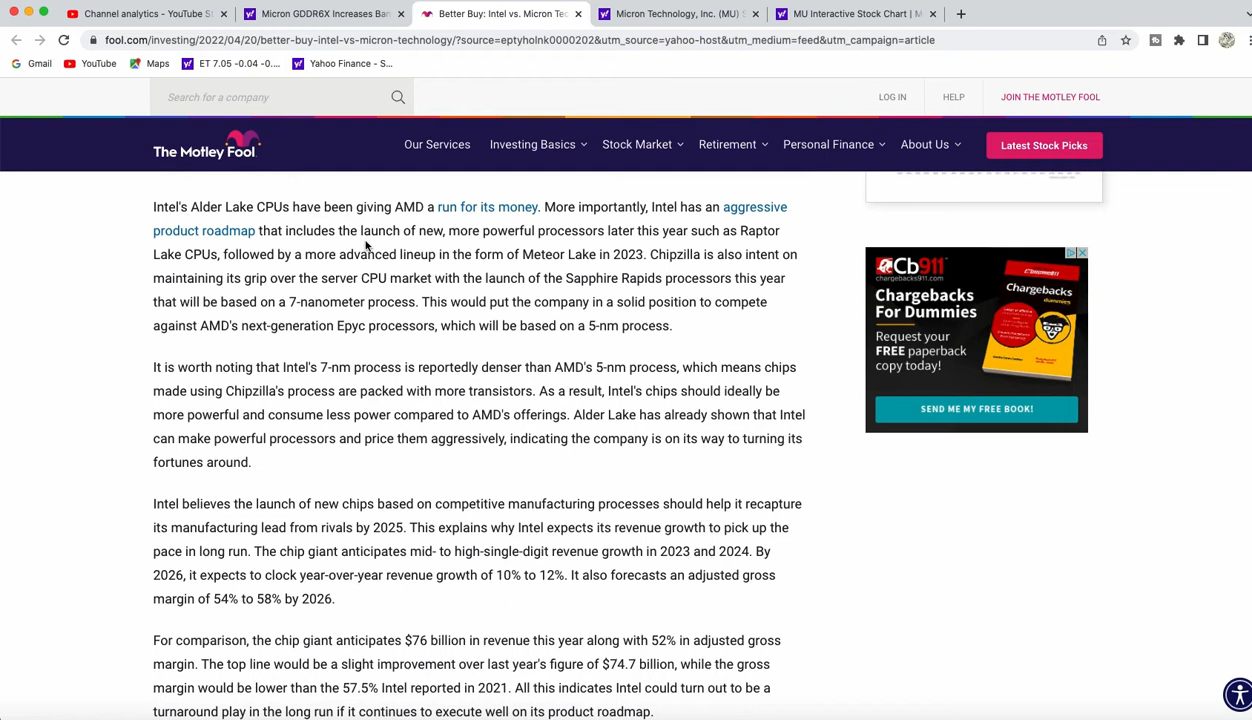 Channel analytics - YouTube St
Micron GDDR6X Increases Ban
Better Buy: Intel vs. Micron Tec
Micron Technology, Inc. (MU) S
MU Interactive Stock Chart | M
fool.com/investing/2022/04/20/better-buy-intel-vs-micron-technology/?source=eptyholnk0000202&utm_source=yahoo-host&utm_medium=feed&utm_campaign=article
Gmail
YouTube
Maps
ET 7.05 -0.04 -0....
Yahoo Finance - S...
Search for a company
LOG IN
HELP
JOIN THE MOTLEY FOOL
The Motley Fool
Our Services
Investing Basics
Stock Market
Retirement
Personal Finance
About Us
Latest Stock Picks
Intel's Alder Lake CPUs have been giving AMD a run for its money. More importantly, Intel has an aggressive
product roadmap that includes the launch of new, more powerful processors later this year such as Raptor
Lake CPUs, followed by a more advanced lineup in the form of Meteor Lake in 2023. Chipzilla is also intent on
maintaining its grip over the server CPU market with the launch of the Sapphire Rapids processors this year
that will be based on a 7-nanometer process. This would put the company in a solid position to compete
against AMD's next-generation Epyc processors, which will be based on a 5-nm process.
It is worth noting that Intel's 7-nm process is reportedly denser than AMD's 5-nm process, which means chips
made using Chipzilla's process are packed with more transistors. As a result, Intel's chips should ideally be
more powerful and consume less power compared to AMD's offerings. Alder Lake has already shown that Intel
can make powerful processors and price them aggressively, indicating the company is on its way to turning its
fortunes around.
Intel believes the launch of new chips based on competitive manufacturing processes should help it recapture
its manufacturing lead from rivals by 2025. This explains why Intel expects its revenue growth to pick up the
pace in long run. The chip giant anticipates mid- to high-single-digit revenue growth in 2023 and 2024. By
2026, it expects to clock year-over-year revenue growth of 10% to 12%. It also forecasts an adjusted gross
margin of 54% to 58% by 2026.
For comparison, the chip giant anticipates $76 billion in revenue this year along with 52% in adjusted gross
margin. The top line would be a slight improvement over last year's figure of $74.7 billion, while the gross
margin would be lower than the 57.5% Intel reported in 2021. All this indicates Intel could turn out to be a
turnaround play in the long run if it continues to execute well on its product roadmap.
Cb911
chargebacks911.com
Chargebacks
For Dummies
Request your
FREE paperback
copy today!
Chargebacks
dummies
SEND ME MY FREE BOOK!